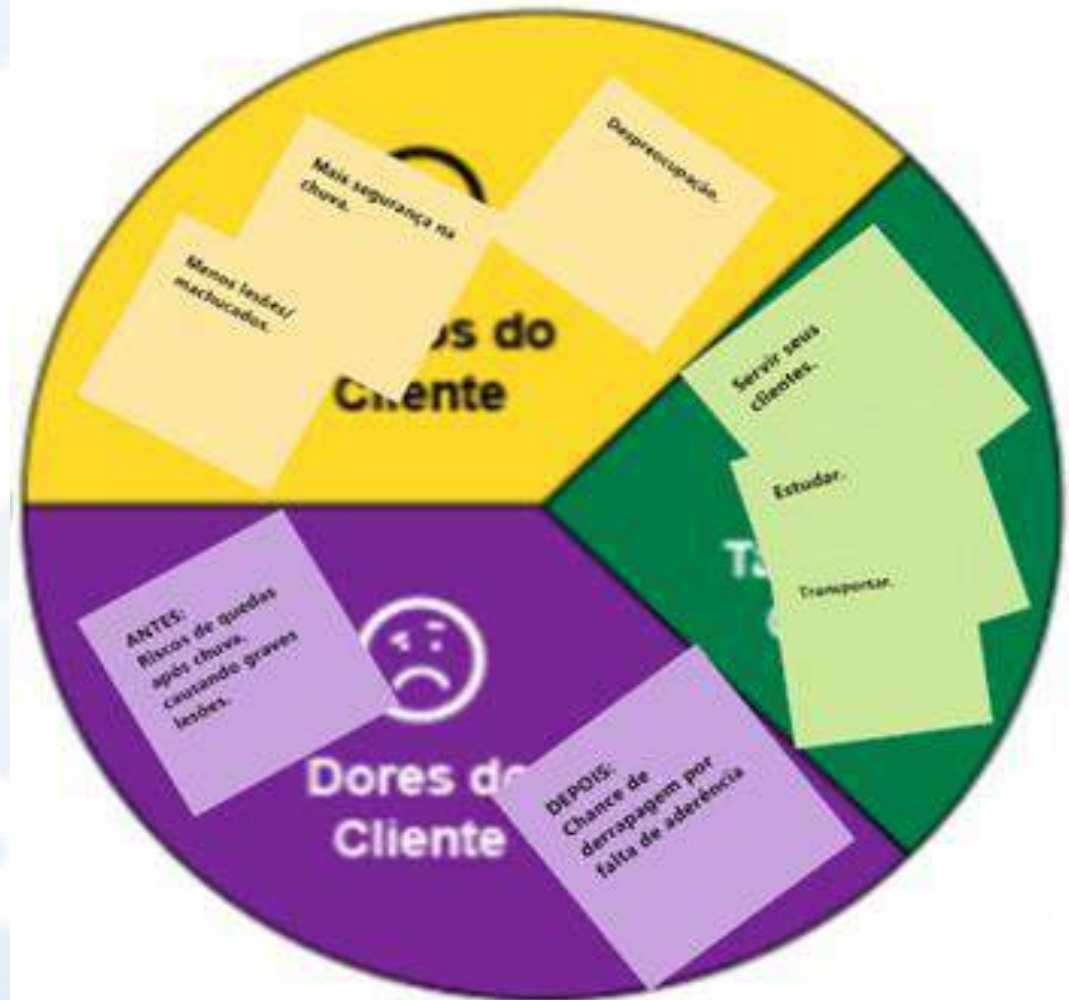 Despreocupação.
Mais segurança na
chuva.
Menos lesões/
machucados.
os do
Cliente
Servir seus
clientes.
Estudar.
Transportar.
ANTES:
Riscos de quedas
após chuva,
causando graves
lesões.
Dores do
Cliente
DEPOIS:
Chance de
derrapagem por
falta de aderência